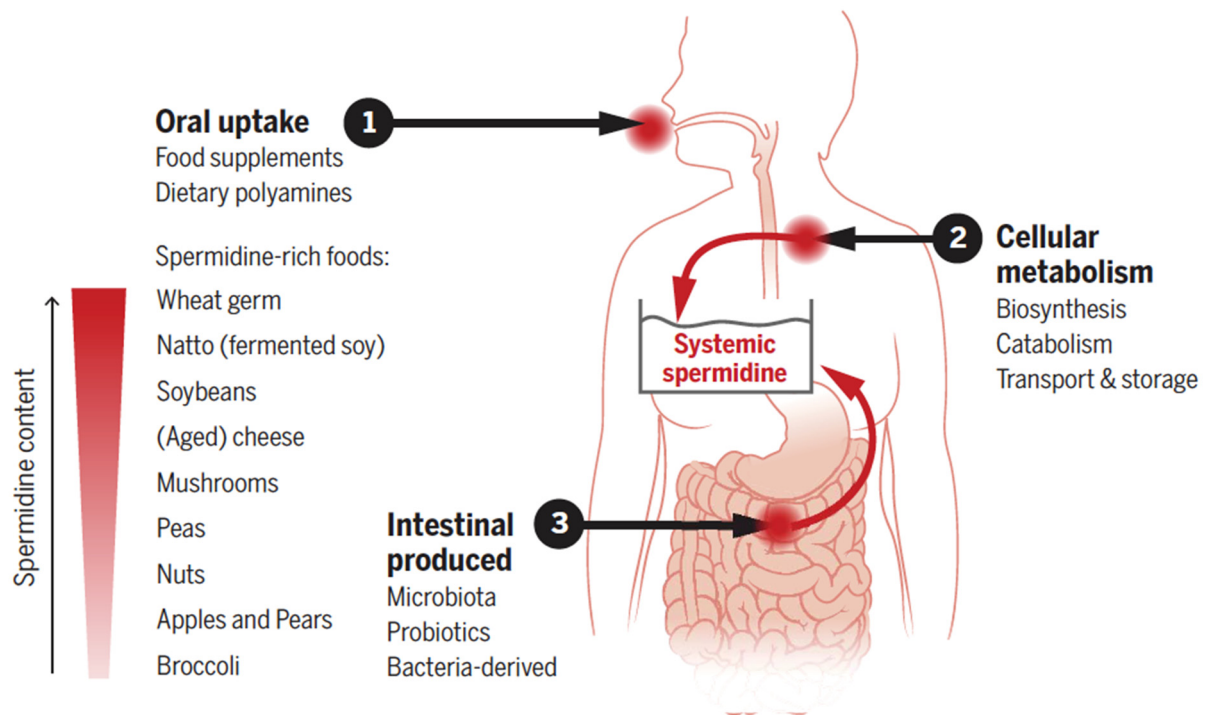 Oral uptake
1
Food supplements
Dietary polyamines
Spermidine-rich foods:
Wheat germ
Natto (fermented soy)
Soybeans
(Aged) cheese
Mushrooms
Peas
Nuts
Apples and Pears
Broccoli
Spermidine content
2
Cellular
metabolism
Biosynthesis
Catabolism
Transport & storage
Systemic
spermidine
3
Intestinal
produced
Microbiota
Probiotics
Bacteria-derived